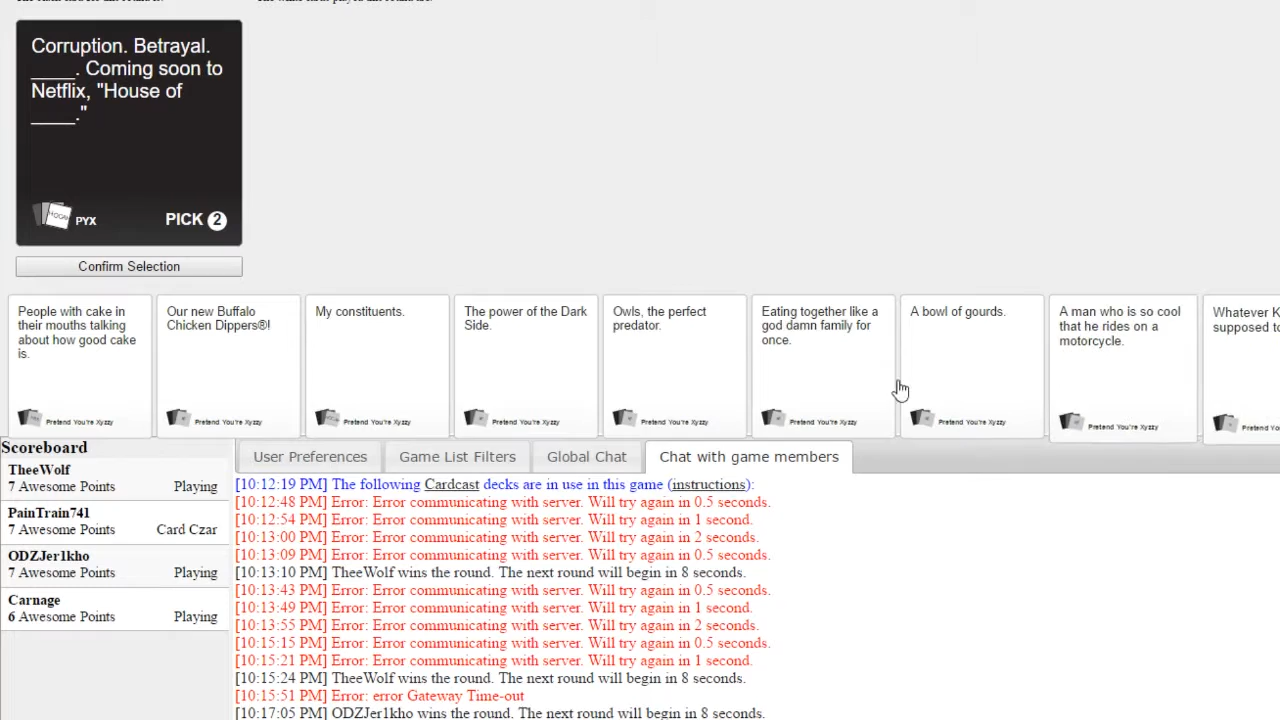 Corruption. Betrayal.
____. Coming soon to
Netflix, "House of
____."
PYX
PICK 2
Confirm Selection
People with cake in
their mouths talking
about how good cake
is.
Pretend You're Xyzzy
Our new Buffalo
Chicken Dippers®!
Pretend You're Xyzzy
My constituents.
Pretend You're Xyzzy
The power of the Dark
Side.
Pretend You're Xyzzy
Owls, the perfect
predator.
Pretend You're Xyzzy
Eating together like a
god damn family for
once.
Pretend You're Xyzzy
A bowl of gourds.
Pretend You're Xyzzy
A man who is so cool
that he rides on a
motorcycle.
Pretend You're Xyzzy
Whatever K
supposed to
Pretend Yo
Scoreboard
TheeWolf
7 Awesome Points Playing
PainTrain741
7 Awesome Points Card Czar
ODZJer1kho
7 Awesome Points Playing
Carnage
6 Awesome Points Playing
User Preferences
Game List Filters
Global Chat
Chat with game members
[10:12:19 PM] The following Cardcast decks are in use in this game (instructions):
[10:12:48 PM] Error: Error communicating with server. Will try again in 0.5 seconds.
[10:12:54 PM] Error: Error communicating with server. Will try again in 1 second.
[10:13:00 PM] Error: Error communicating with server. Will try again in 2 seconds.
[10:13:09 PM] Error: Error communicating with server. Will try again in 0.5 seconds.
[10:13:10 PM] TheeWolf wins the round. The next round will begin in 8 seconds.
[10:13:43 PM] Error: Error communicating with server. Will try again in 0.5 seconds.
[10:13:49 PM] Error: Error communicating with server. Will try again in 1 second.
[10:13:55 PM] Error: Error communicating with server. Will try again in 2 seconds.
[10:15:15 PM] Error: Error communicating with server. Will try again in 0.5 seconds.
[10:15:21 PM] Error: Error communicating with server. Will try again in 1 second.
[10:15:24 PM] TheeWolf wins the round. The next round will begin in 8 seconds.
[10:15:51 PM] Error: error Gateway Time-out
[10:17:05 PM] ODZJer1kho wins the round. The next round will begin in 8 seconds.